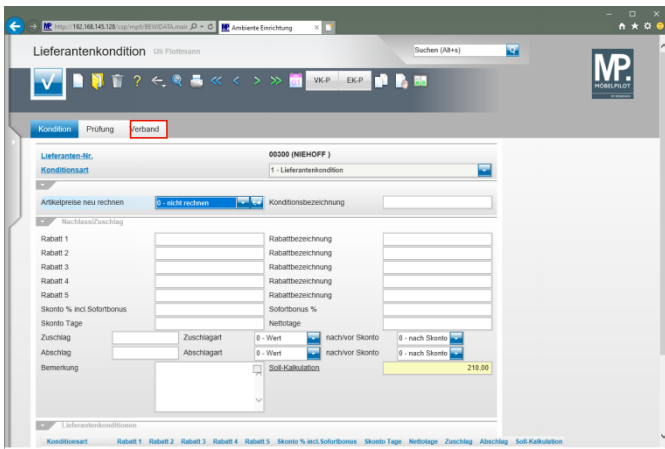 http://192.168.145.128/csp/mpll/BEWIDATA.mair
Ambiente Einrichtung
Lieferantenkondition Uli Flottmann
Suchen (Alt+s)
VK-P EK-P
MP.
MÖBELPILOT
Kondition Prüfung Verband
Lieferanten-Nr. 00300 (NIEHOFF )
Konditionsart 1 - Lieferantenkondition
Artikelpreise neu rechnen 0 - nicht rechnen Konditionsbezeichnung
Nachlass/Zuschlag
Rabatt 1 Rabattbezeichnung
Rabatt 2 Rabattbezeichnung
Rabatt 3 Rabattbezeichnung
Rabatt 4 Rabattbezeichnung
Rabatt 5 Rabattbezeichnung
Skonto % incl.Sofortbonus Sofortbonus %
Skonto Tage Nettotage
Zuschlag Zuschlagart 0 - Wert nach/vor Skonto 0 - nach Skonto
Abschlag Abschlagart 0 - Wert nach/vor Skonto 0 - nach Skonto
Bemerkung Soll-Kalkulation 218,00
Lieferantenkonditionen
Konditionsart Rabatt 1 Rabatt 2 Rabatt 3 Rabatt 4 Rabatt 5 Skonto % incl.Sofortbonus Skonto Tage Nettotage Zuschlag Abschlag Soll-Kalkulation